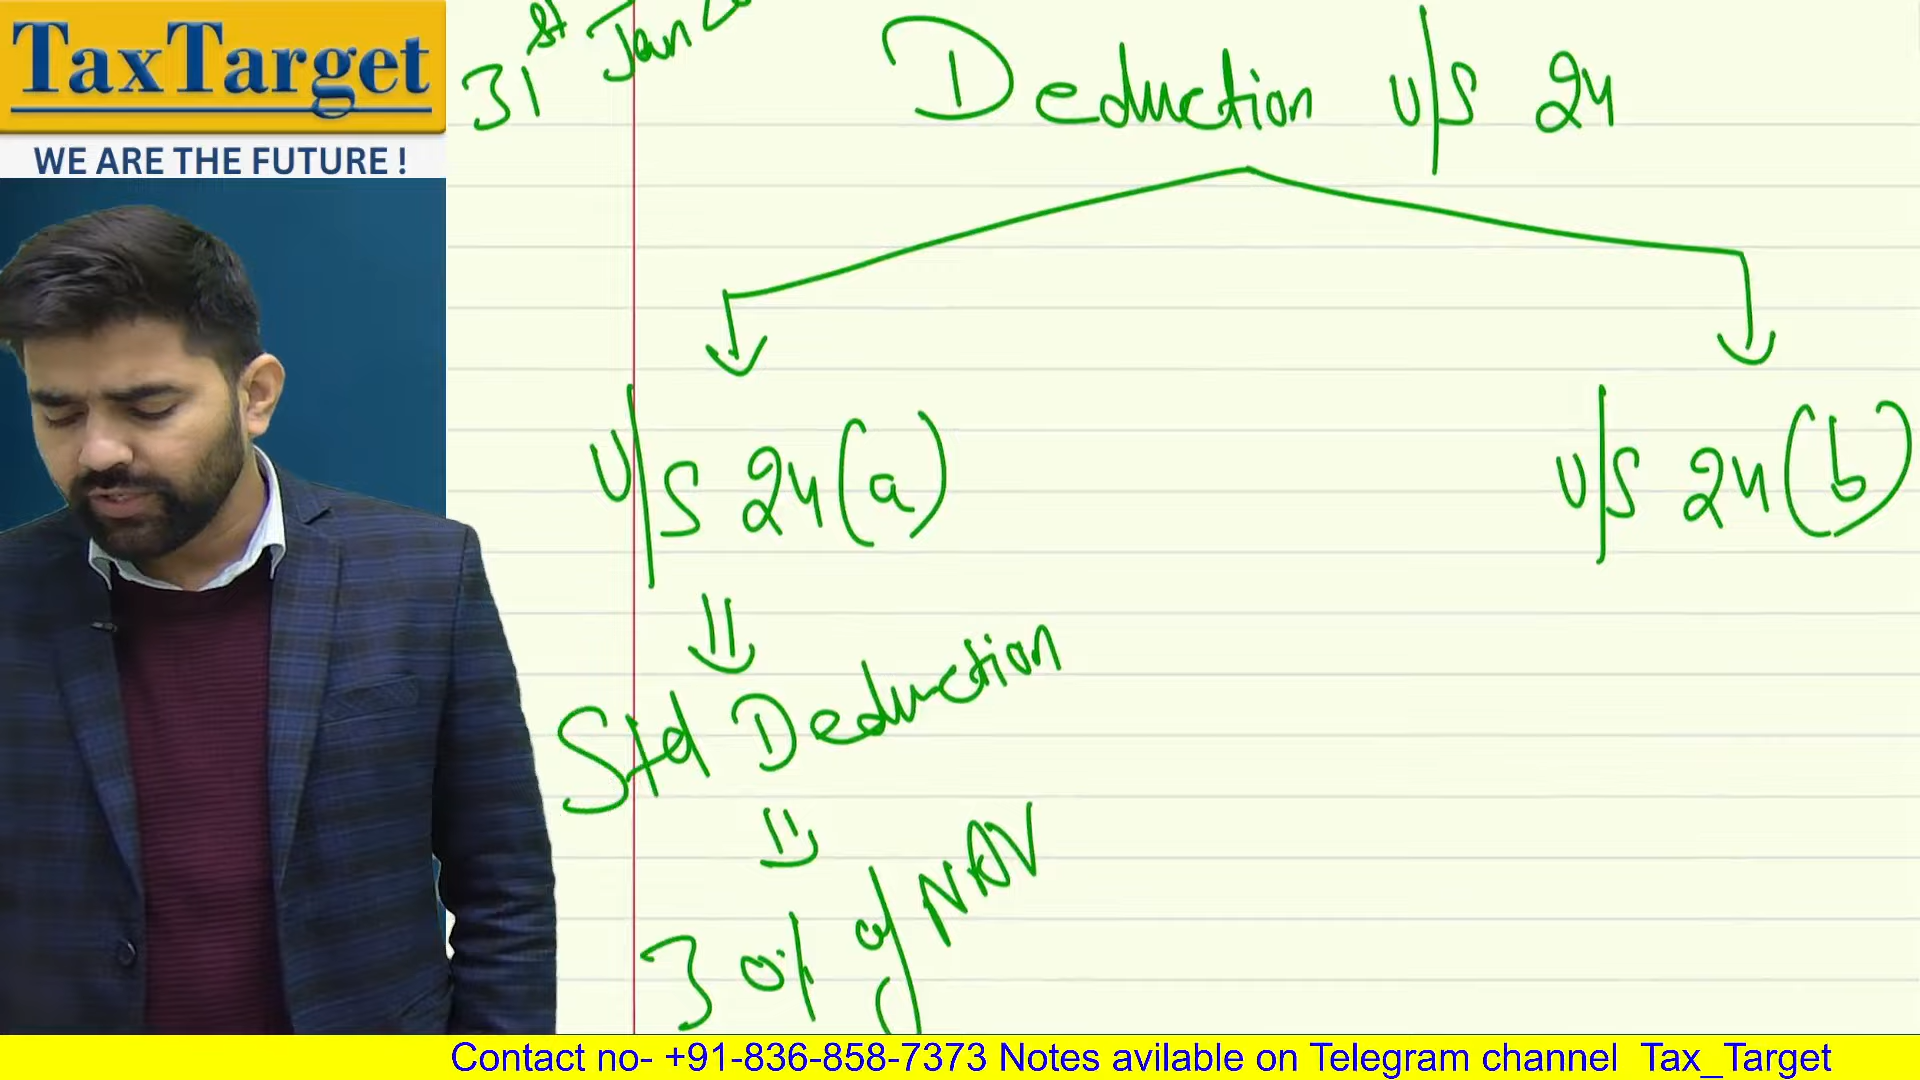 TaxTarget
WE ARE THE FUTURE !
31st Jan
Deduction u/s 24
u/s 24(a)
u/s 24(b)
Std Deduction
30% of NAV
Contact no- +91-836-858-7373 Notes avilable on Telegram channel Tax_Target